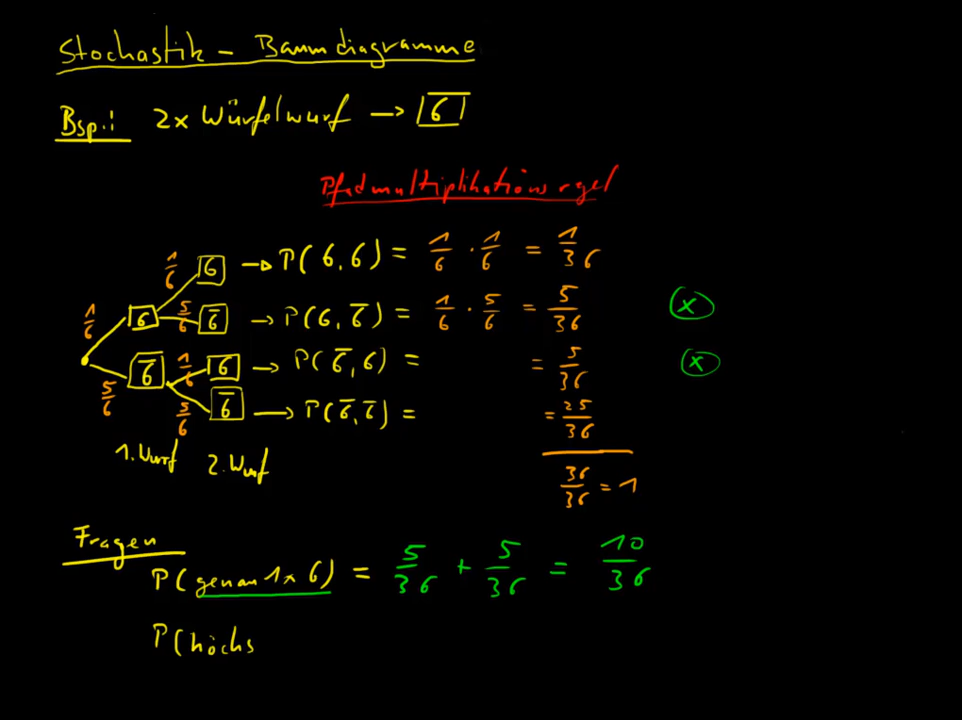 Stochastik - Baumdiagramme
Bsp.: 2x Würfelwurf → 6
Pfadmultiplikationsregel
1/6 6 → P(6,6) = 1/6 · 1/6 = 1/36
1/6 6 5/6 6̅ → P(6,6̅) = 1/6 · 5/6 = 5/36 x
5/6 6̅ 1/6 6 → P(6̅,6) = = 5/36 x
5/6 6̅ → P(6̅,6̅) = = 25/36
1. Wurf 2. Wurf 36/36 = 1
Fragen
P(genau 1x 6) = 5/36 + 5/36 = 10/36
P(höchs